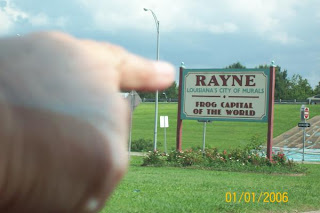 RAYNE
LOUISIANA'S CITY OF MURALS
FROG CAPITAL
OF THE WORLD
01/01/2006